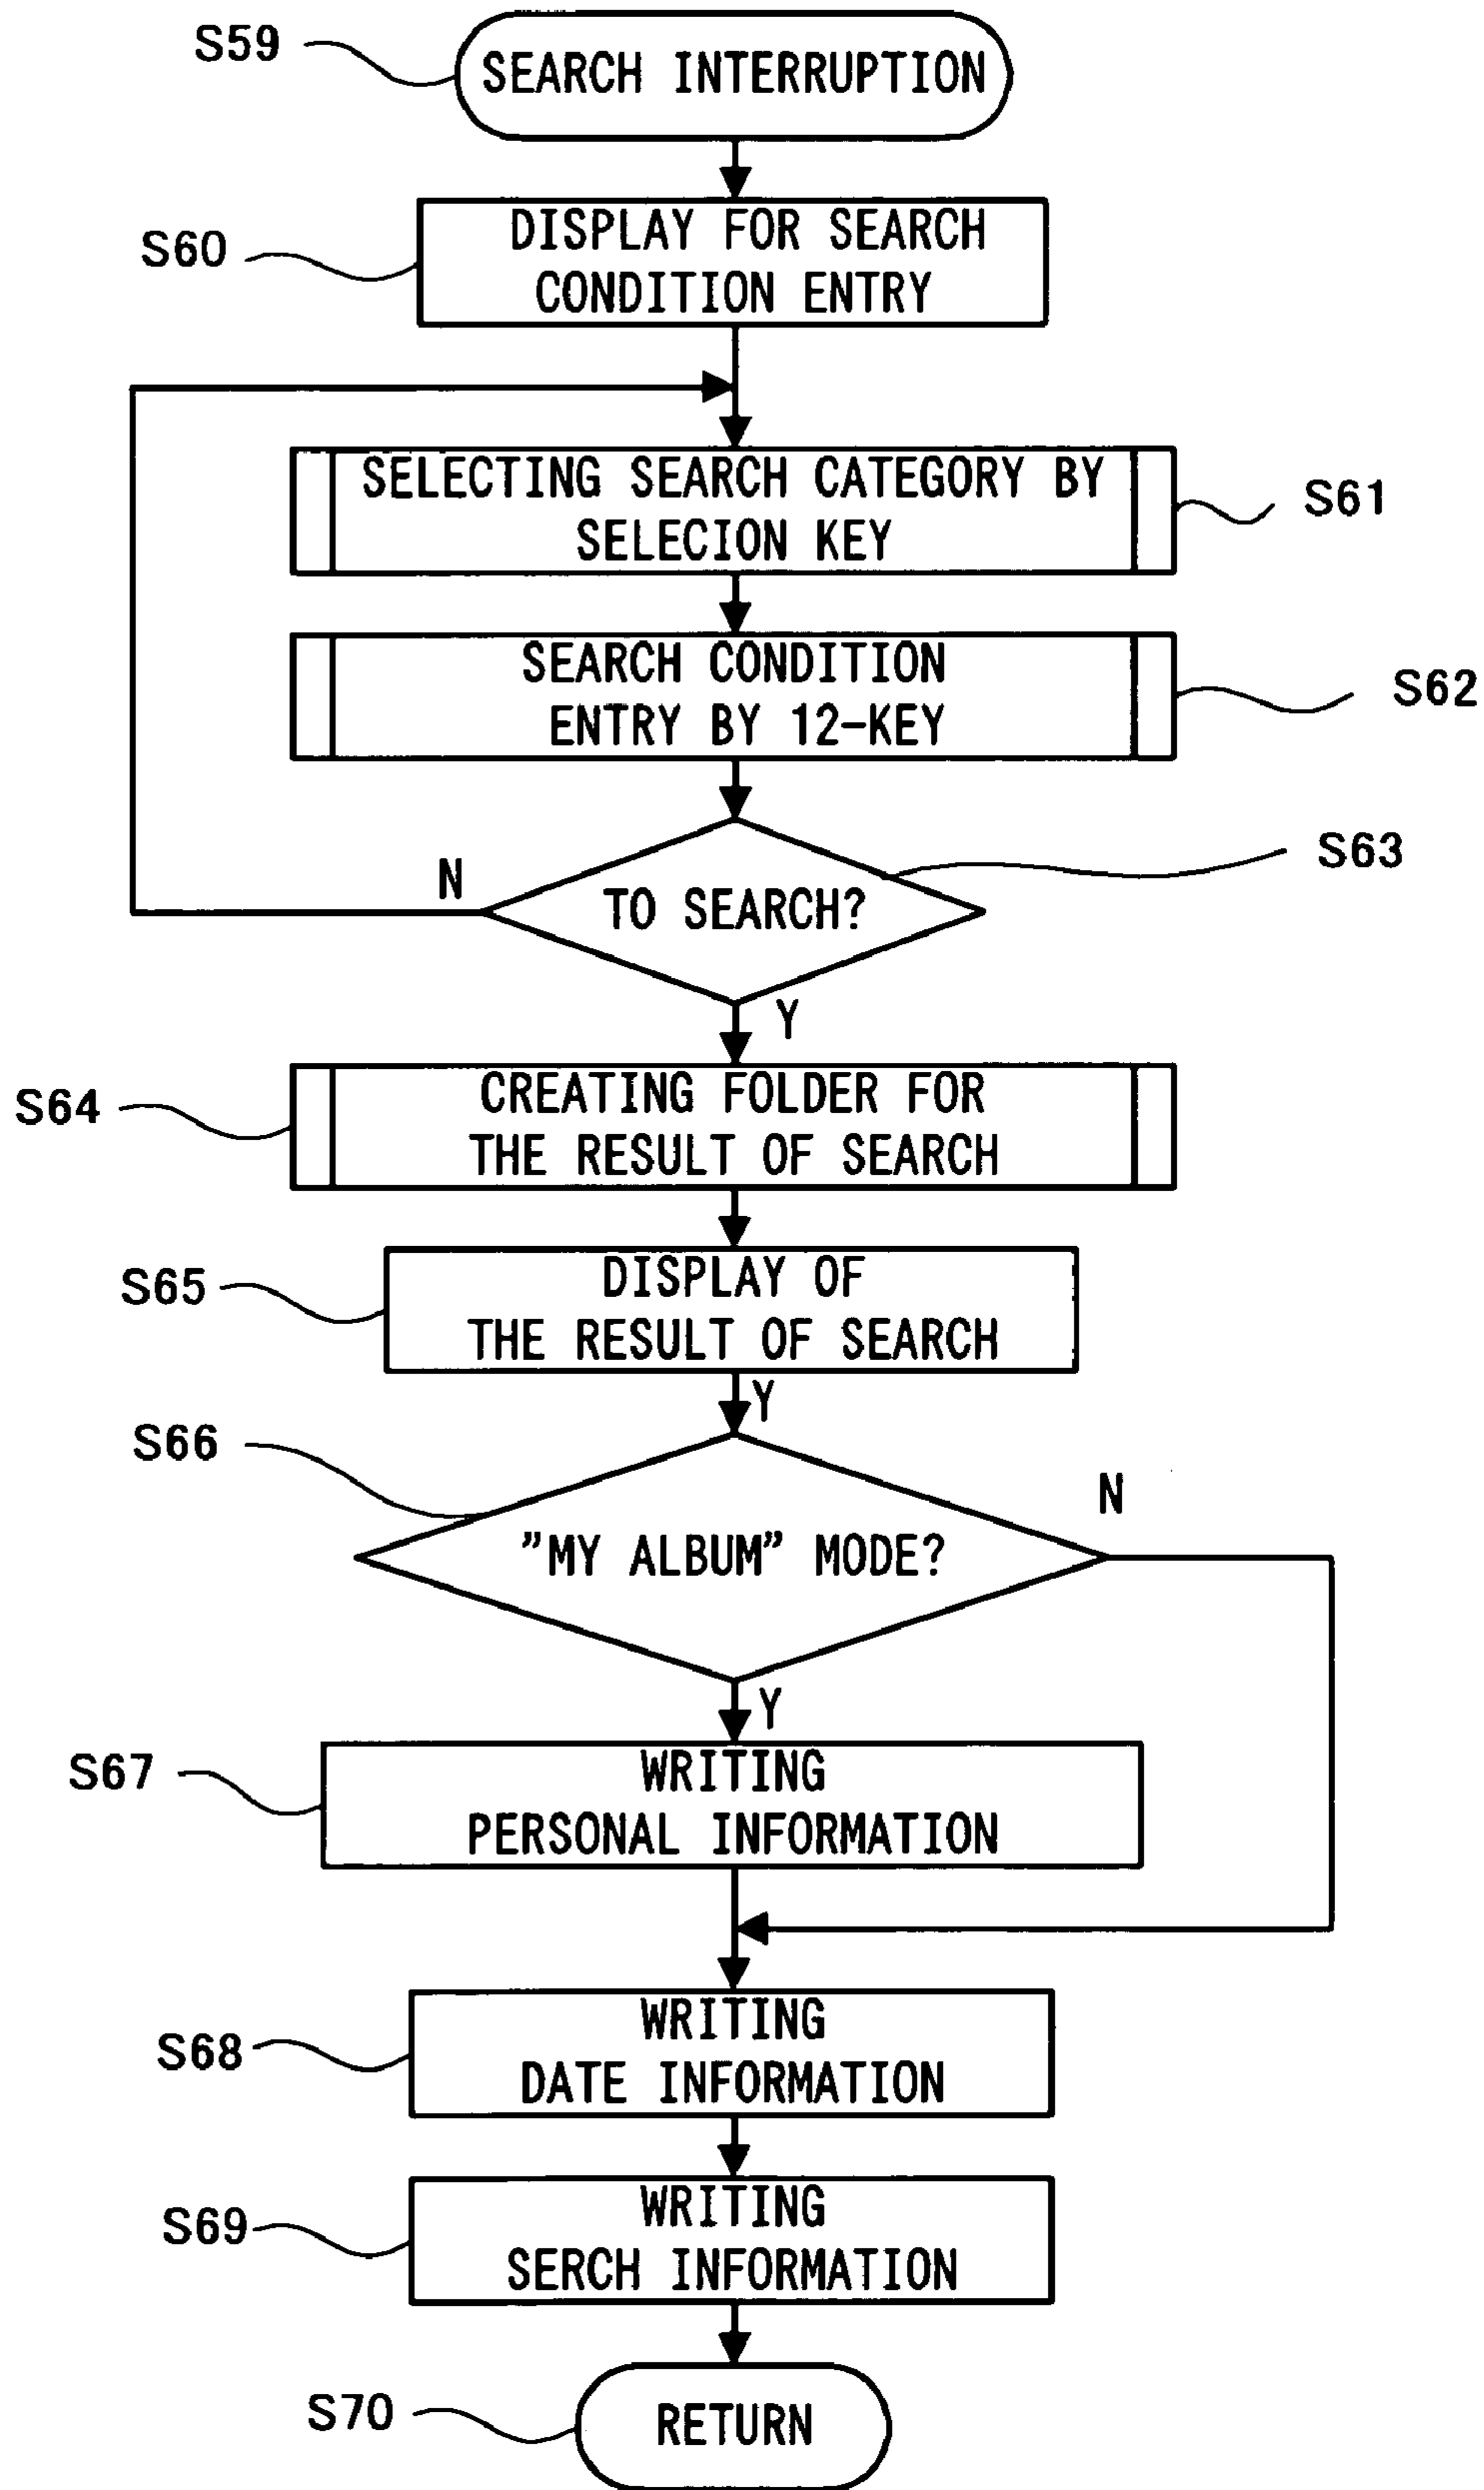 S59
SEARCH INTERRUPTION
S60
DISPLAY FOR SEARCH
CONDITION ENTRY
SELECTING SEARCH CATEGORY BY
SELECION KEY
S61
SEARCH CONDITION
ENTRY BY 12-KEY
S62
N
TO SEARCH?
S63
Y
S64
CREATING FOLDER FOR
THE RESULT OF SEARCH
S65
DISPLAY OF
THE RESULT OF SEARCH
Y
S66
"MY ALBUM" MODE?
N
Y
S67
WRITING
PERSONAL INFORMATION
S68
WRITING
DATE INFORMATION
S69
WRITING
SERCH INFORMATION
S70
RETURN